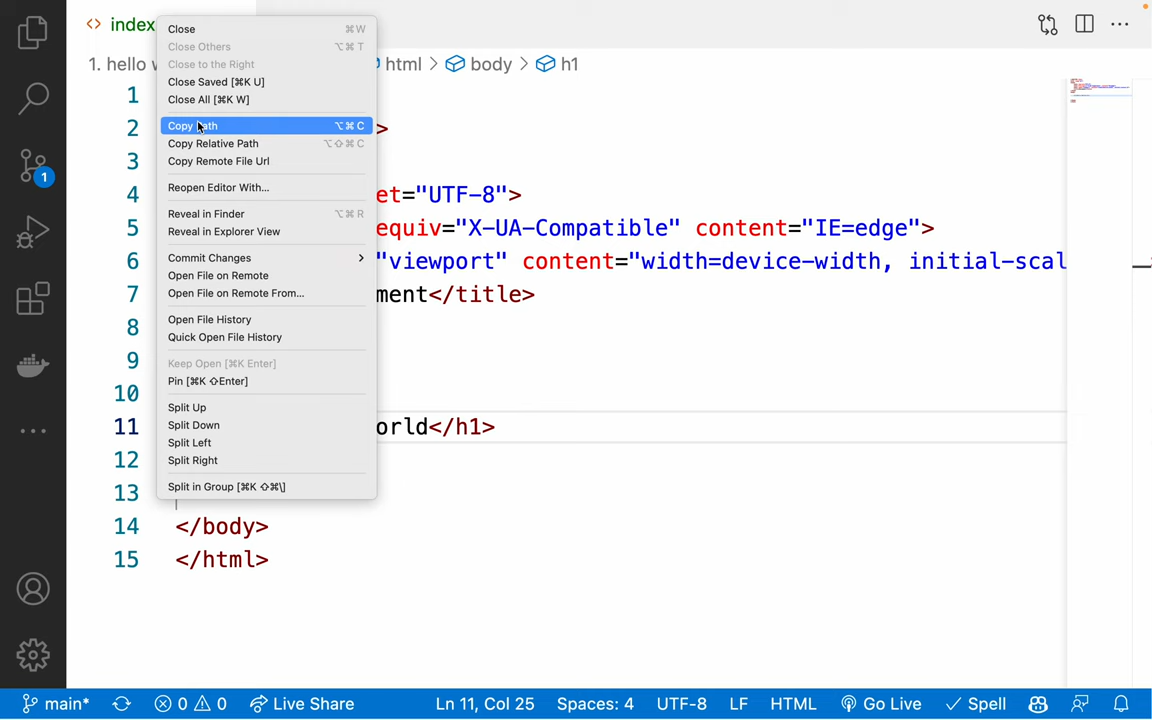 <> index
1. hello
html > body > h1
Close ⌘W
Close Others ⌥⌘T
Close to the Right
Close Saved [⌘K U]
Close All [⌘K W]
Copy Path ⌥⌘C
Copy Relative Path ⌥⇧⌘C
Copy Remote File Url
Reopen Editor With...
Reveal in Finder ⌥⌘R
Reveal in Explorer View
Commit Changes >
Open File on Remote
Open File on Remote From...
Open File History
Quick Open File History
Keep Open [⌘K Enter]
Pin [⌘K ⇧Enter]
Split Up
Split Down
Split Left
Split Right
Split in Group [⌘K ⇧⌘\]
1
2 >
3
4 et="UTF-8">
5 equiv="X-UA-Compatible" content="IE=edge">
6 "viewport" content="width=device-width, initial-scal
7 ment</title>
8
9
10
11 orld</h1>
12
13
14 </body>
15 </html>
1
main* 0 0 Live Share Ln 11, Col 25 Spaces: 4 UTF-8 LF HTML Go Live Spell